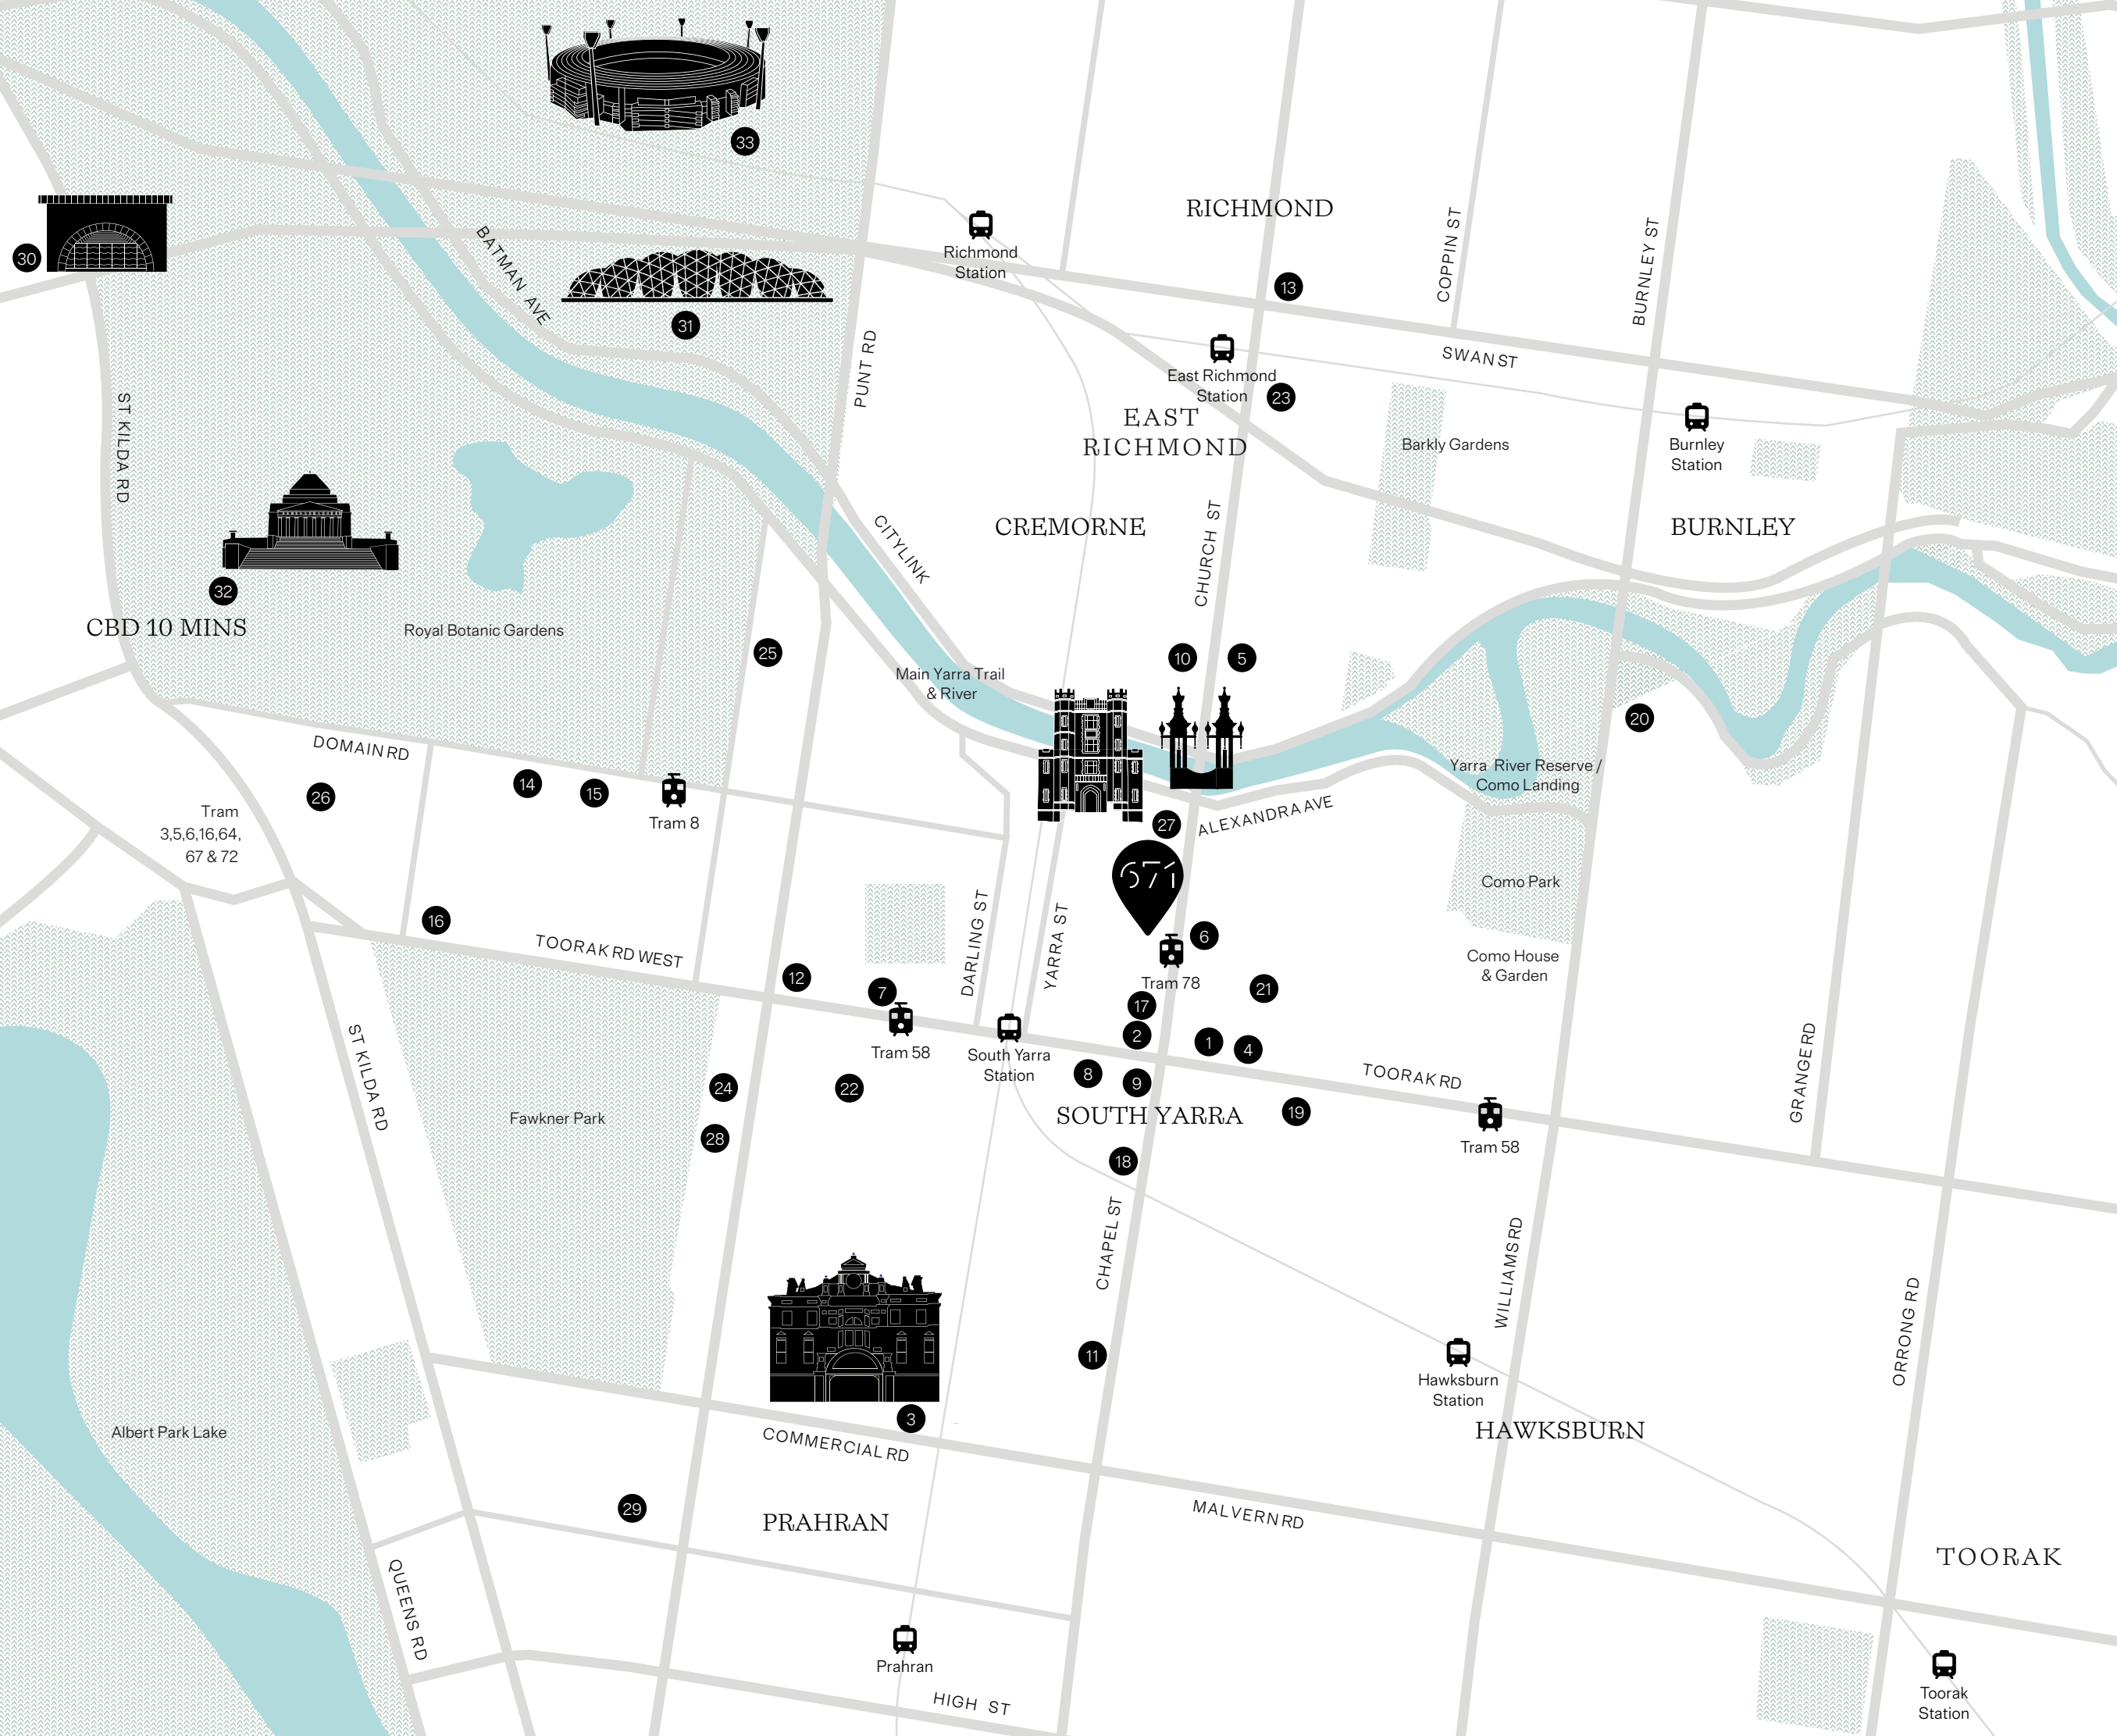 33
RICHMOND
COPPIN ST
BURNLEY ST
Richmond
Station
30
BATMAN AVE
13
31
PUNT RD
SWAN ST
East Richmond
Station
23
ST KILDA RD
EAST
RICHMOND
Barkly Gardens
Burnley
Station
CITYLINK
CREMORNE
CHURCH ST
BURNLEY
32
CBD 10 MINS
Royal Botanic Gardens
25
10
5
Main Yarra Trail
& River
20
DOMAIN RD
14
15
26
Tram
3,5,6,16,64,
67 & 72
Tram 8
Yarra River Reserve /
Como Landing
27
ALEXANDRA AVE
671
Como Park
16
TOORAK RD WEST
DARLING ST
YARRA ST
6
Como House
& Garden
12
7
Tram 78
21
17
Tram 58
South Yarra
Station
2
1
4
ST KILDA RD
8
9
TOORAK RD
GRANGE RD
24
22
Fawkner Park
28
SOUTH YARRA
19
Tram 58
18
CHAPEL ST
WILLIAMS RD
ORRONG RD
11
Hawksburn
Station
3
Albert Park Lake
COMMERCIAL RD
HAWKSBURN
29
PRAHRAN
MALVERN RD
TOORAK
QUEENS RD
Prahran
HIGH ST
Toorak
Station